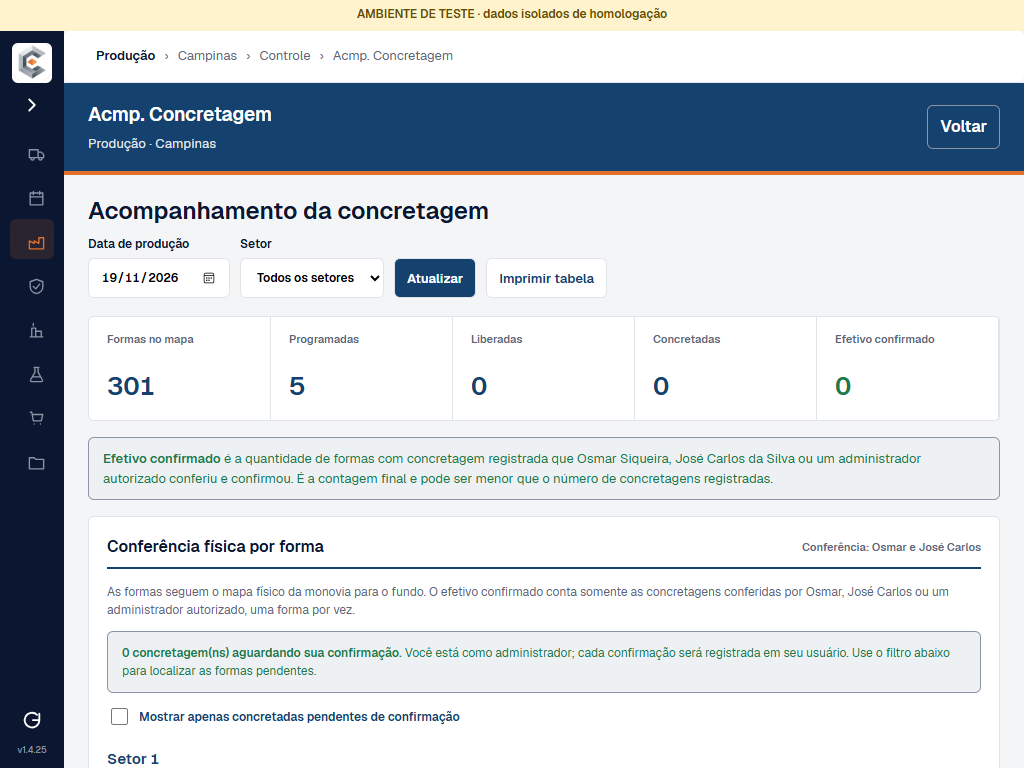 AMBIENTE DE TESTE · dados isolados de homologação
Produção › Campinas › Controle › Acmp. Concretagem
Acmp. Concretagem
Produção · Campinas
Voltar
Acompanhamento da concretagem
Data de produção
Setor
19/11/2026
Todos os setores
Atualizar
Imprimir tabela
Formas no mapa
Programadas
Liberadas
Concretadas
Efetivo confirmado
301
5
0
0
0
Efetivo confirmado é a quantidade de formas com concretagem registrada que Osmar Siqueira, José Carlos da Silva ou um administrador
autorizado conferiu e confirmou. É a contagem final e pode ser menor que o número de concretagens registradas.
Conferência física por forma
Conferência: Osmar e José Carlos
As formas seguem o mapa físico da monovia para o fundo. O efetivo confirmado conta somente as concretagens conferidas por Osmar, José Carlos ou um
administrador autorizado, uma forma por vez.
0 concretagem(ns) aguardando sua confirmação. Você está como administrador; cada confirmação será registrada em seu usuário. Use o filtro abaixo
para localizar as formas pendentes.
Mostrar apenas concretadas pendentes de confirmação
Setor 1
v1.4.25